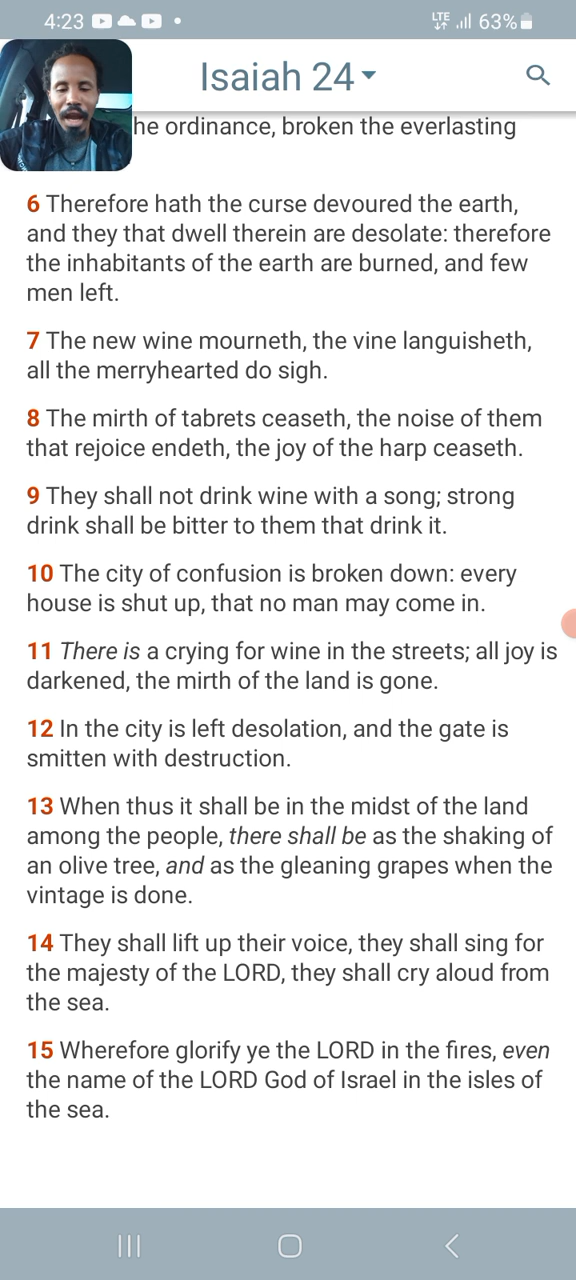 4:23
LTE 63%
Isaiah 24
he ordinance, broken the everlasting
6 Therefore hath the curse devoured the earth,
and they that dwell therein are desolate: therefore
the inhabitants of the earth are burned, and few
men left.
7 The new wine mourneth, the vine languisheth,
all the merryhearted do sigh.
8 The mirth of tabrets ceaseth, the noise of them
that rejoice endeth, the joy of the harp ceaseth.
9 They shall not drink wine with a song; strong
drink shall be bitter to them that drink it.
10 The city of confusion is broken down: every
house is shut up, that no man may come in.
11 There is a crying for wine in the streets; all joy is
darkened, the mirth of the land is gone.
12 In the city is left desolation, and the gate is
smitten with destruction.
13 When thus it shall be in the midst of the land
among the people, there shall be as the shaking of
an olive tree, and as the gleaning grapes when the
vintage is done.
14 They shall lift up their voice, they shall sing for
the majesty of the LORD, they shall cry aloud from
the sea.
15 Wherefore glorify ye the LORD in the fires, even
the name of the LORD God of Israel in the isles of
the sea.